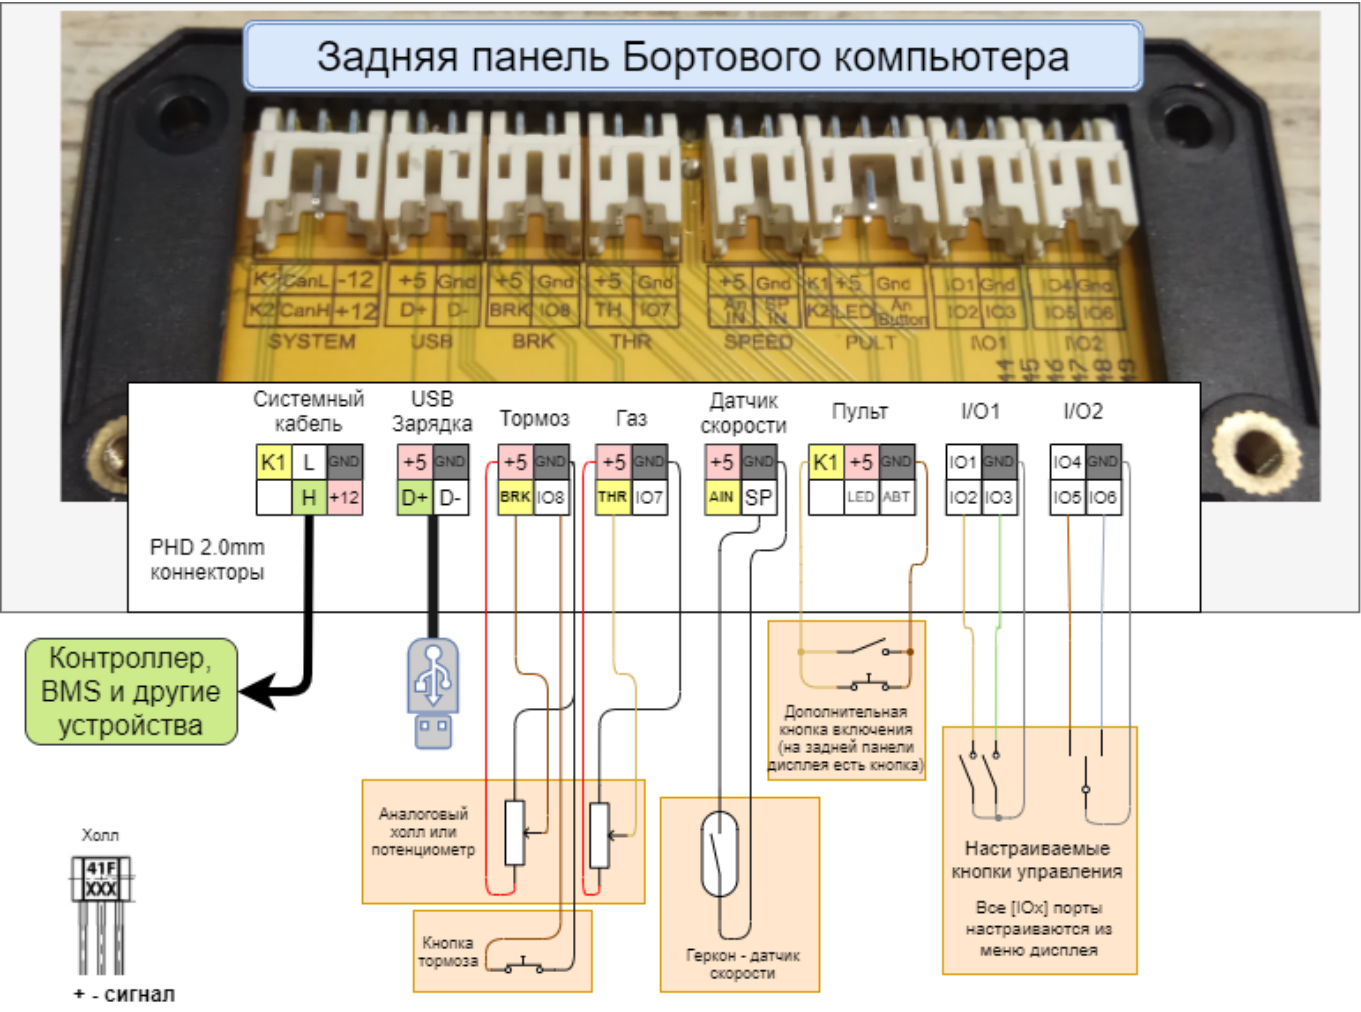 Задняя панель Бортового компьютера
K1 CanL -12
K2 CanH +12
SYSTEM
+5 Gnd
D+ D-
USB
+5 Gnd
BRK IO8
BRK
+5 Gnd
TH IO7
THR
+5 Gnd
An IN SP IN
SPEED
K1 +5 Gnd
K2 LED An Button
PULT
IO1 Gnd
IO2 IO3
I\O1
IO4 Gnd
IO5 IO6
I\O2
Системный
кабель
K1 L GND
H +12
USB
Зарядка
+5 GND
D+ D-
Тормоз
+5 GND
BRK IO8
Газ
+5 GND
THR IO7
Датчик
скорости
+5 GND
AIN SP
Пульт
K1 +5 GND
LED ABT
I/O1
IO1 GND
IO2 IO3
I/O2
IO4 GND
IO5 IO6
PHD 2.0mm
коннекторы
Контроллер,
BMS и другие
устройства
Дополнительная
кнопка включения
(на задней панели
дисплея есть кнопка)
Аналоговый
холл или
потенциометр
Кнопка
тормоза
Геркон - датчик
скорости
Настраиваемые
кнопки управления
Все [IOx] порты
настраиваются из
меню дисплея
Холл
41F
XXX
+ - сигнал